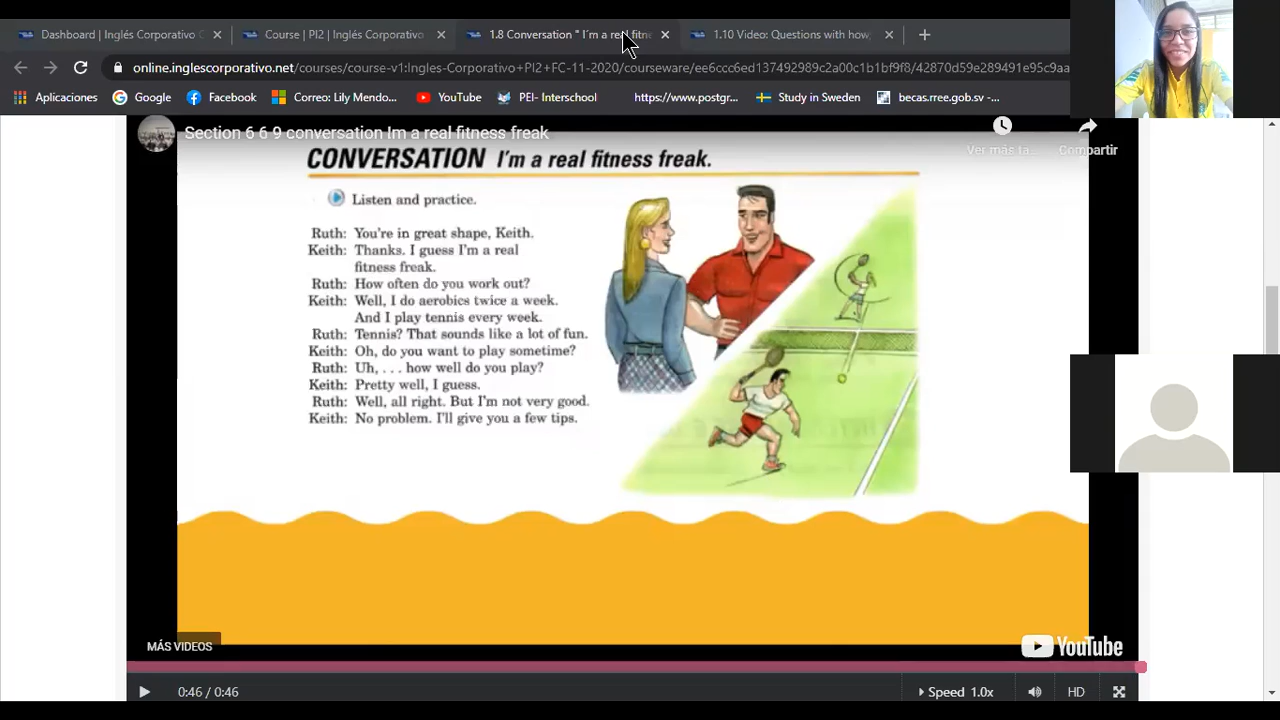 Dashboard | Inglés Corporativo
Course | PI2 | Inglés Corporativo
1.8 Conversation " I´m a real fitne
1.10 Video: Questions with how
online.inglescorporativo.net/courses/course-v1:Ingles-Corporativo+PI2+FC-11-2020/courseware/ee6ccc6ed137492989c2a00c1b1bf9f8/42870d59e289491e95c9aa
Aplicaciones
Google
Facebook
Correo: Lily Mendo...
YouTube
PEI- Interschool
https://www.postgr...
Study in Sweden
becas.rree.gob.sv -...
Section 6 6 9 conversation Im a real fitness freak
Ver más ta...
Compartir
CONVERSATION I'm a real fitness freak.
Listen and practice.
Ruth: You're in great shape, Keith.
Keith: Thanks. I guess I'm a real
fitness freak.
Ruth: How often do you work out?
Keith: Well, I do aerobics twice a week.
And I play tennis every week.
Ruth: Tennis? That sounds like a lot of fun.
Keith: Oh, do you want to play sometime?
Ruth: Uh, . . . how well do you play?
Keith: Pretty well, I guess.
Ruth: Well, all right. But I'm not very good.
Keith: No problem. I'll give you a few tips.
MÁS VIDEOS
YouTube
0:46 / 0:46
Speed 1.0x
HD